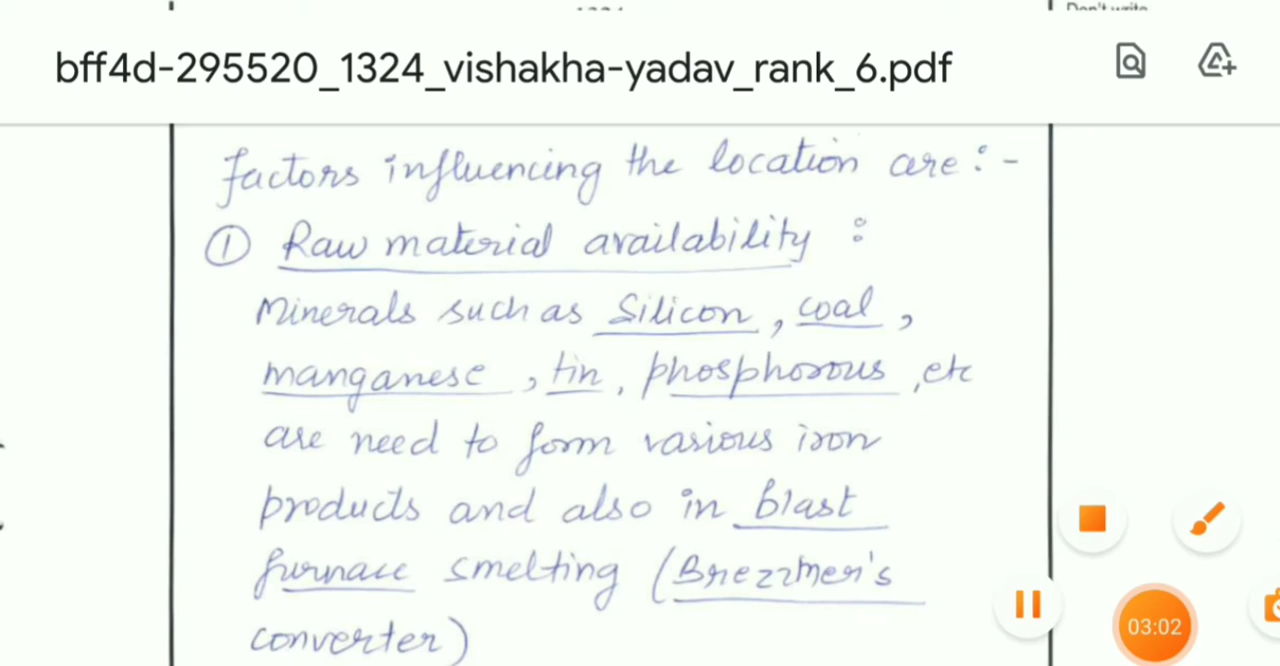 bff4d-295520_1324_vishakha-yadav_rank_6.pdf
factors influencing the location are :-
① Raw material availability :
Minerals such as Silicon, coal,
manganese, tin, phosphorous, etc
are need to form various iron
products and also in blast
furnace smelting (Brezzmer's
converter)
03:02